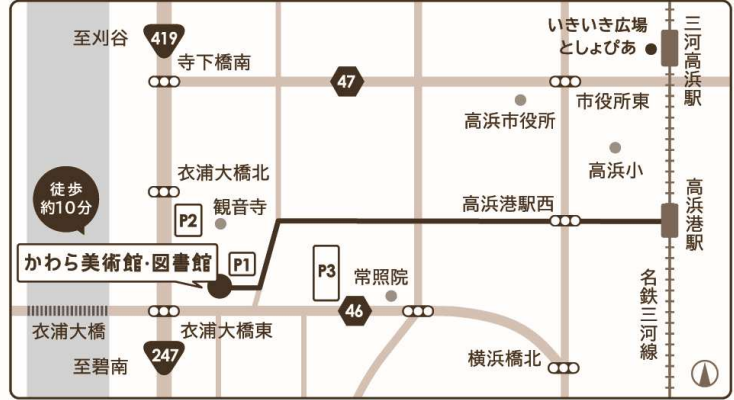 至刈谷
419
寺下橋南
47
いきいき広場
としょぴあ
三河高浜駅
市役所東
高浜市役所
高浜小
衣浦大橋北
徒歩
約10分
P2
観音寺
高浜港駅西
高浜港駅
かわら美術館・図書館
P1
P3
常照院
46
名鉄三河線
衣浦大橋
衣浦大橋東
247
至碧南
横浜橋北